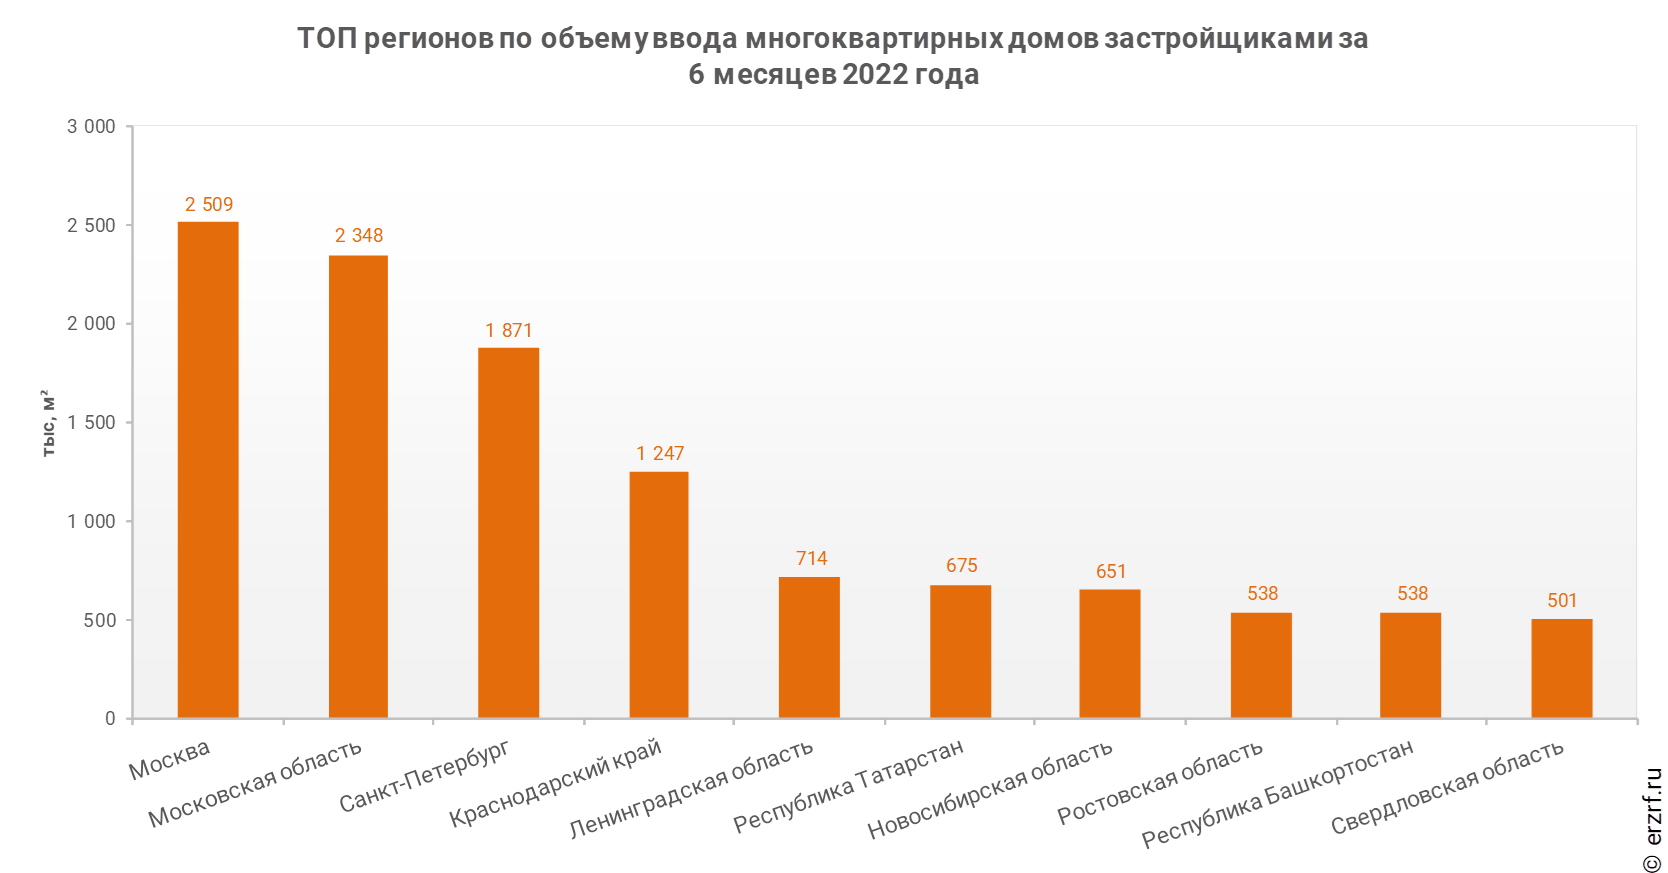 ТОП регионов по объему ввода многоквартирных домов застройщиками за
6 месяцев 2022 года
тыс, м²
3 000
2 500
2 000
1 500
1 000
500
0
2 509
2 348
1 871
1 247
714
675
651
538
538
501
Москва
Московская область
Санкт-Петербург
Краснодарский край
Ленинградская область
Республика Татарстан
Новосибирская область
Ростовская область
Республика Башкортостан
Свердловская область
© erzrf.ru